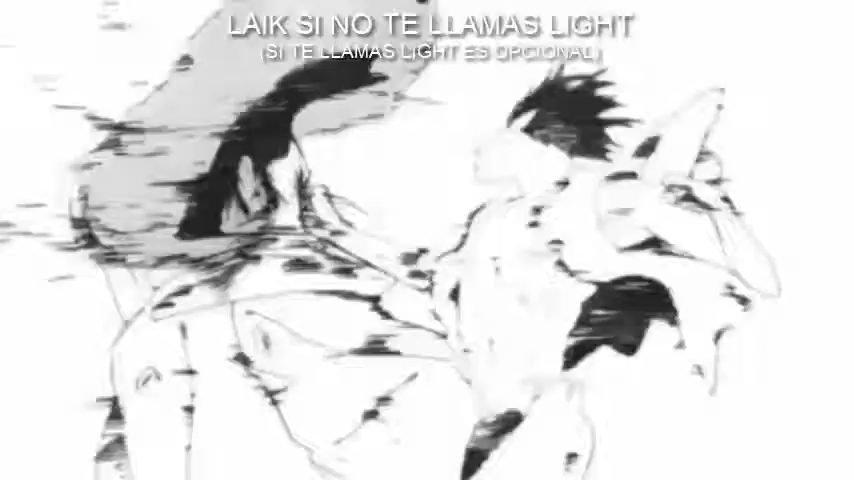 LAIK SI NO TE LLAMAS LIGHT
(SI TE LLAMAS LIGHT ES OPCIONAL)